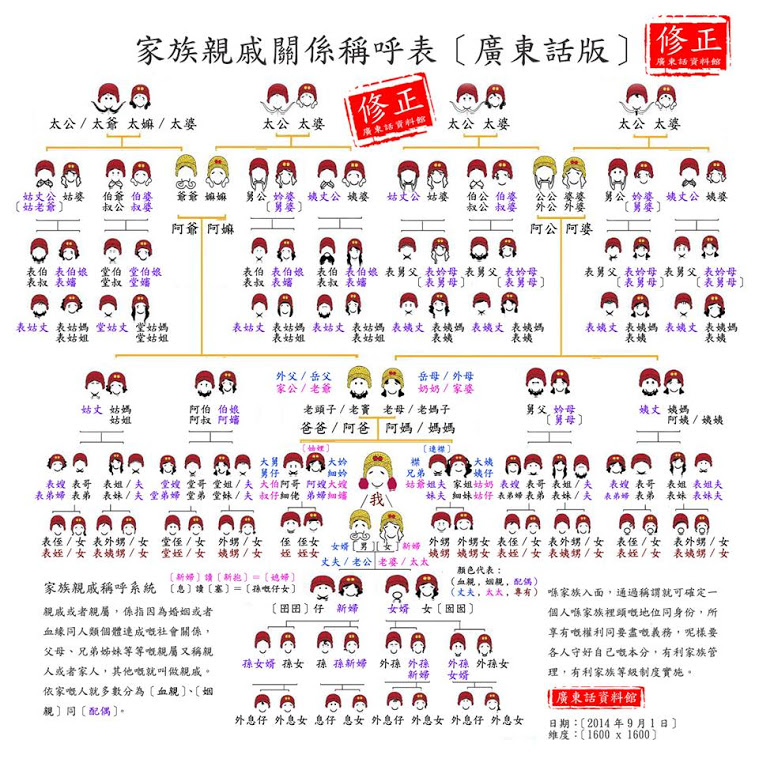 家族親戚關係稱呼表〔廣東話版〕
修正
廣東話資料館
修正
廣東話資料館
太公/太爺 太嫲/太婆
太公 太婆
太公 太婆
太公 太婆
姑丈公 姑婆
〔姑老爺〕
伯爺 伯婆
叔公 叔婆
爺爺 嫲嫲
舅公 妗婆
〔舅婆〕
姨丈公 姨婆
姑丈公 姑婆
伯公 伯婆
叔公 叔婆
公公 婆婆
外公 外婆
舅公 妗婆
〔舅婆〕
姨丈公 姨婆
阿爺 阿嫲
阿公 阿婆
表伯 表伯娘
表叔 表嬸
堂伯 堂伯娘
堂叔 堂嬸
表伯 表伯娘
表叔 表嬸
表伯 表伯娘
表叔 表嬸
表舅父 表妗母
〔表舅母〕
表舅父 表妗母
〔表舅母〕
表舅父 表妗母
〔表舅母〕
表舅父 表妗母
〔表舅母〕
表姑丈 表姑媽
表姑姐
堂姑丈 堂姑媽
堂姑姐
表姑丈 表姑媽
表姑姐
表姑丈 表姑媽
表姑姐
表姨丈 表姨媽
表姨
表姨丈 表姨媽
表姨
表姨丈 表姨媽
表姨
表姨丈 表姨媽
表姨
姑丈 姑媽
姑姐
阿伯 伯娘
阿叔 阿嬸
外父/岳父
家公/老爺
岳母/外母
奶奶/家婆
老頭子/老竇 老母/老媽子
爸爸/阿爸 阿媽/媽媽
舅父 妗母
〔舅母〕
姨丈 姨媽
阿姨/姨姨
表嫂 表哥 表姐/夫
表弟婦 表弟 表妹/夫
堂嫂 堂哥 堂姐/夫
堂弟婦 堂弟 堂妹/夫
〔妯娌〕
大舅 大妗
舅仔 細妗
大伯 阿哥 阿嫂 大嫂
叔仔 細佬 弟婦 細嬸
我
〔連襟〕
襟 大姨
兄弟 姨仔
姑爺 姐夫 家姐 姑奶
妹夫 細妹 姑仔
表嫂 表哥 表姐/夫
表弟婦 表弟 表妹/夫
表嫂 表哥 表姐夫
表弟婦 表弟 表妹/夫
表侄/女 表外甥/女
表姪/女 表姨甥/女
堂侄/女 外甥/女
堂姪/女 姨甥/女
侄 侄女
姪 姪女
外甥 外甥女
姨甥 姨甥女
表侄/女 表外甥/女
表姪/女 表姨甥/女
表侄/女 表外甥/女
表姪/女 表姨甥/女
女婿 男 女 新婦
丈夫/老公 老婆/太太
顏色代表:
(血親,姻親,配偶)
(丈夫,太太,專有)
〔新婦〕讀〔新抱〕=〔媳婦〕
〔息〕讀〔塞〕=〔孫嘅仔女〕
〔囝囝〕仔 新婦
女婿 女〔囡囡〕
孫女婿 孫女
孫 孫新婦
外孫 外孫
新婦
外孫 外孫女
女婿
外息仔 外息女 息仔 息女 外息仔 外息女 外息仔 外息女
家族親戚稱呼系統
親戚或者親屬,係指因為婚姻或者
血緣同人類個體達成嘅社會關係,
父母、兄弟姊妹等等嘅親屬又稱親
人或者家人,其他嘅就叫做親戚。
依家嘅人就多數分為〔血親〕、〔姻
親〕同〔配偶〕。
喺家族入面,通過稱謂就可確定一
個人喺家族裡頭嘅地位同身份,所
享有嘅權利同要盡嘅義務,呢樣要
各人守好自己嘅本分,有利家族管
理,有利家族等級制度實施。
廣東話資料館
日期:〔2014年9月1日〕
維度:〔1600 x 1600〕